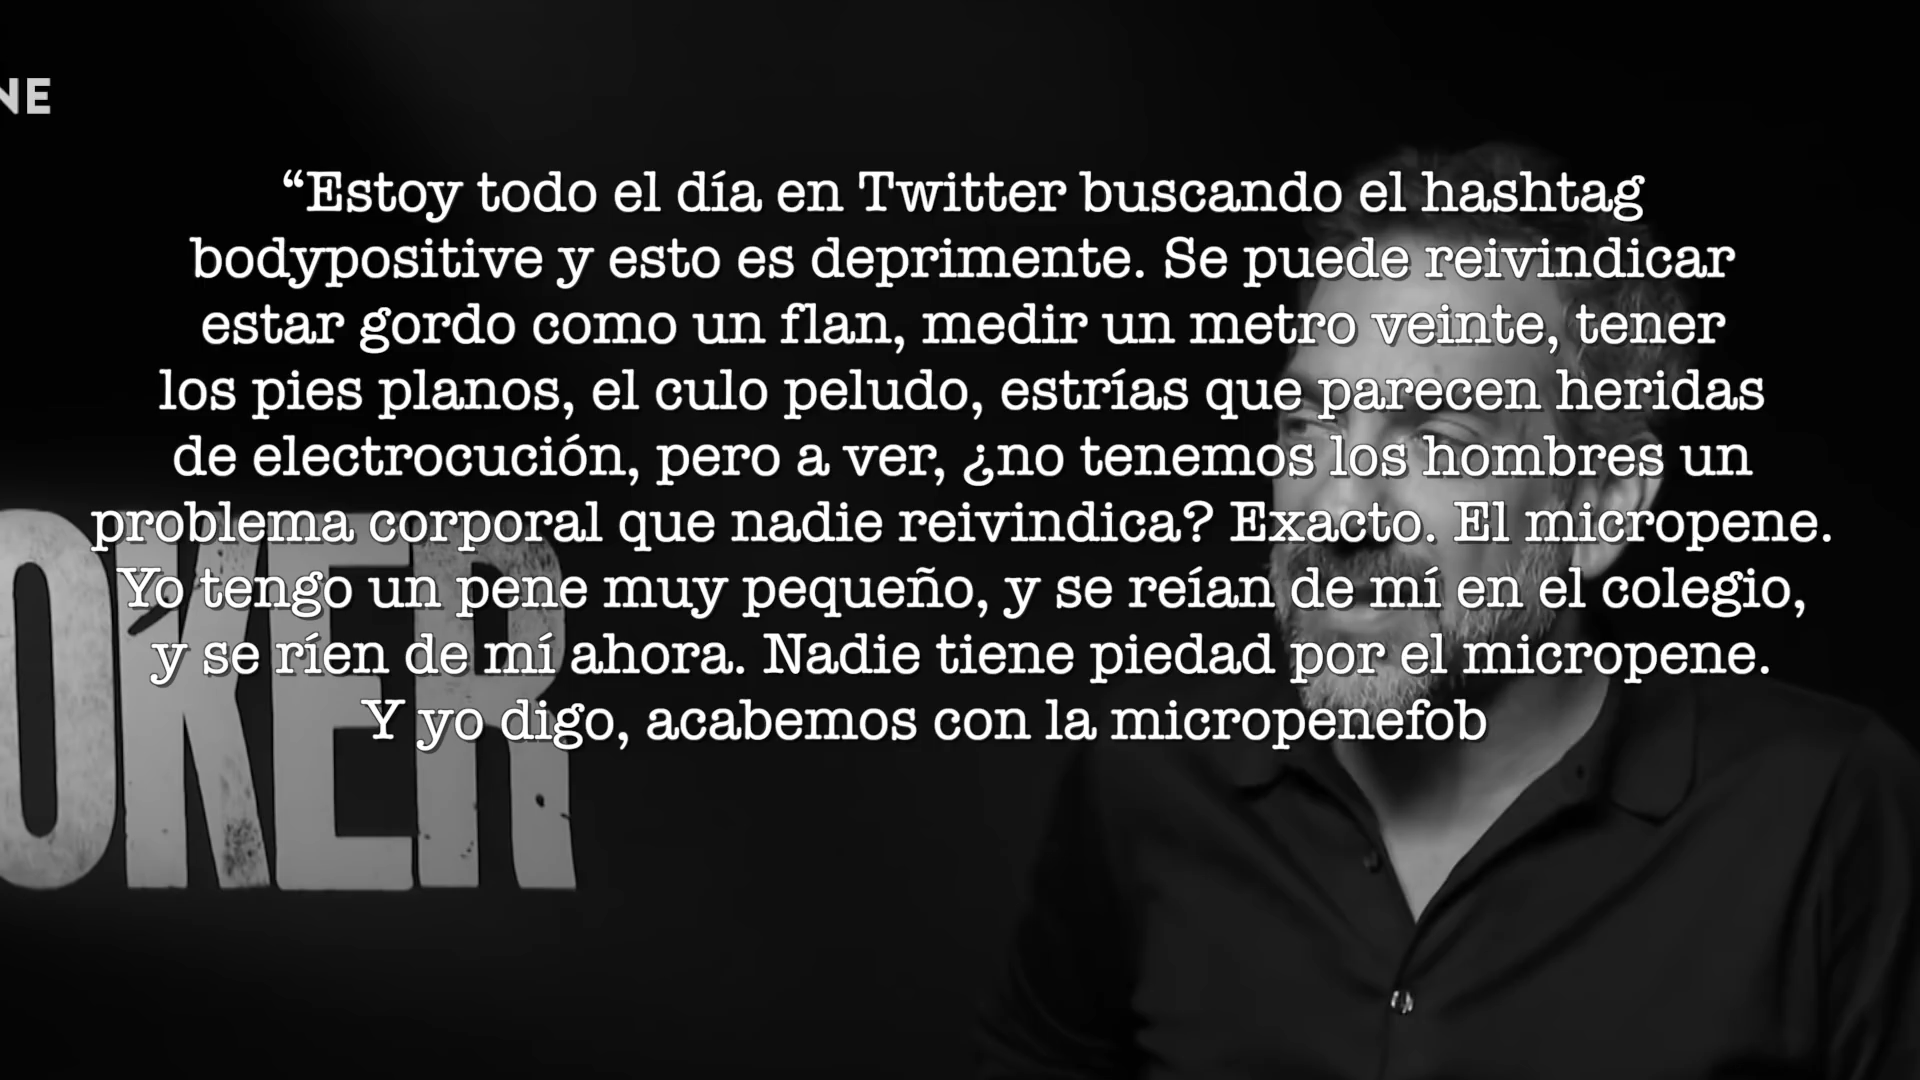 NE
“Estoy todo el día en Twitter buscando el hashtag
bodypositive y esto es deprimente. Se puede reivindicar
estar gordo como un flan, medir un metro veinte, tener
los pies planos, el culo peludo, estrías que parecen heridas
de electrocución, pero a ver, ¿no tenemos los hombres un
problema corporal que nadie reivindica? Exacto. El micropene.
Yo tengo un pene muy pequeño, y se reían de mí en el colegio,
y se ríen de mí ahora. Nadie tiene piedad por el micropene.
Y yo digo, acabemos con la micropenefob
OKER